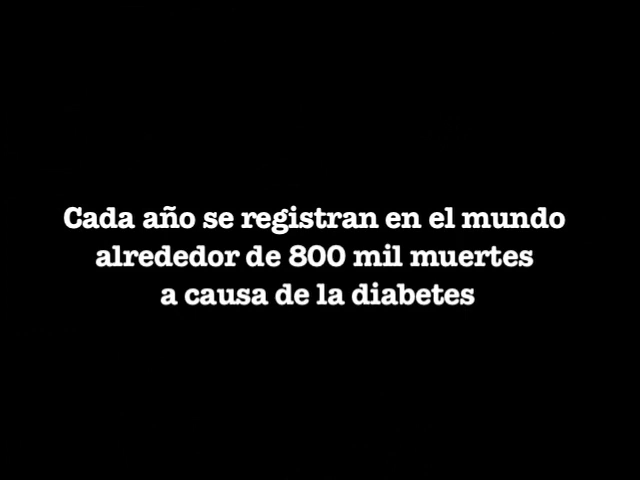 Cada año se registran en el mundo
alrededor de 800 mil muertes
a causa de la diabetes